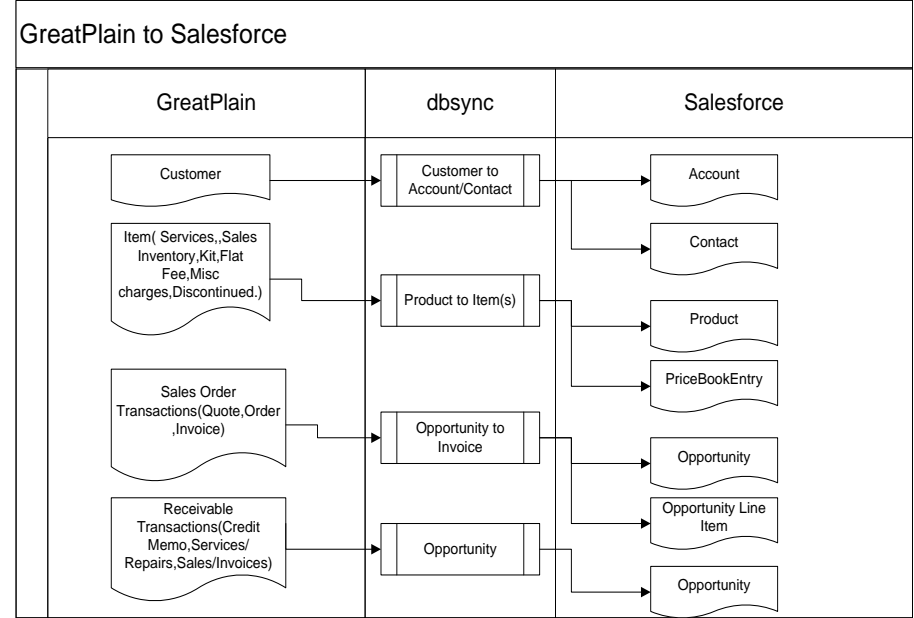 GreatPlain to Salesforce
GreatPlain
dbsync
Salesforce
Customer
Customer to
Account/Contact
Account
Contact
Item( Services,,Sales
Inventory,Kit,Flat
Fee,Misc
charges,Discontinued.)
Product to Item(s)
Product
PriceBookEntry
Sales Order
Transactions(Quote,Order
,Invoice)
Opportunity to
Invoice
Opportunity
Opportunity Line
Item
Receivable
Transactions(Credit
Memo,Services/
Repairs,Sales/Invoices)
Opportunity
Opportunity